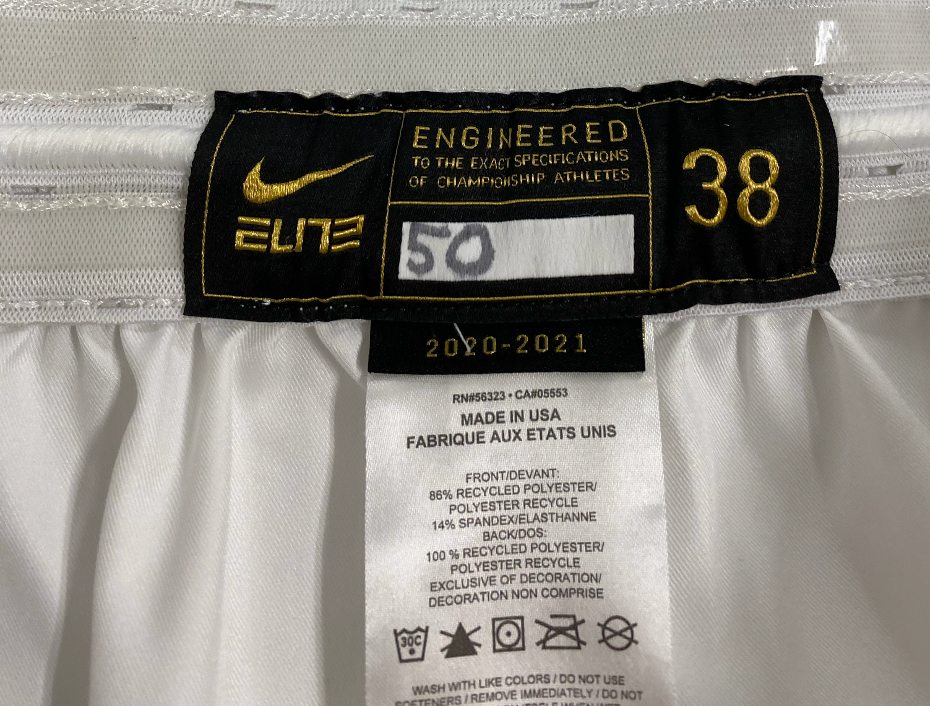 ENGINEERED
TO THE EXACT SPECIFICATIONS
OF CHAMPIONSHIP ATHLETES
ELITE
50
38
2020-2021
RN#56323 • CA#05553
MADE IN USA
FABRIQUE AUX ETATS UNIS
FRONT/DEVANT:
86% RECYCLED POLYESTER/
POLYESTER RECYCLE
14% SPANDEX/ELASTHANNE
BACK/DOS:
100 % RECYCLED POLYESTER/
POLYESTER RECYCLE
EXCLUSIVE OF DECORATION/
DECORATION NON COMPRISE
30C
WASH WITH LIKE COLORS / DO NOT USE
SOFTENERS / REMOVE IMMEDIATELY / DO NOT